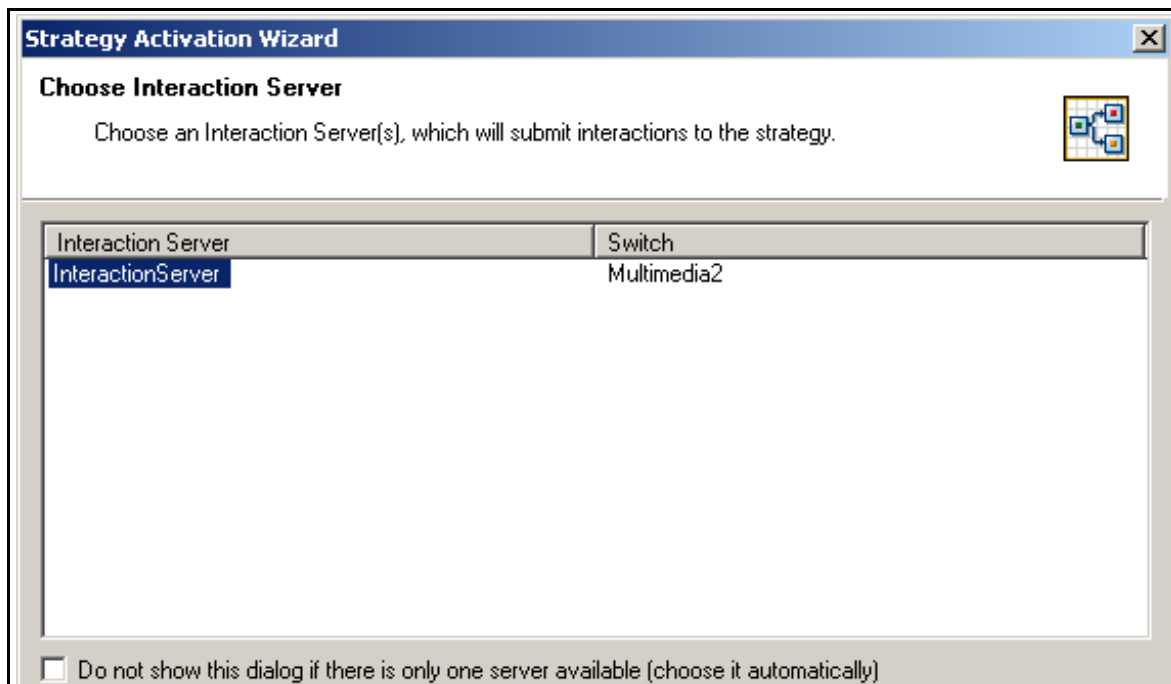 Strategy Activation Wizard
Choose Interaction Server
Choose an Interaction Server(s), which will submit interactions to the strategy.
Interaction Server Switch
InteractionServer Multimedia2
Do not show this dialog if there is only one server available (choose it automatically)